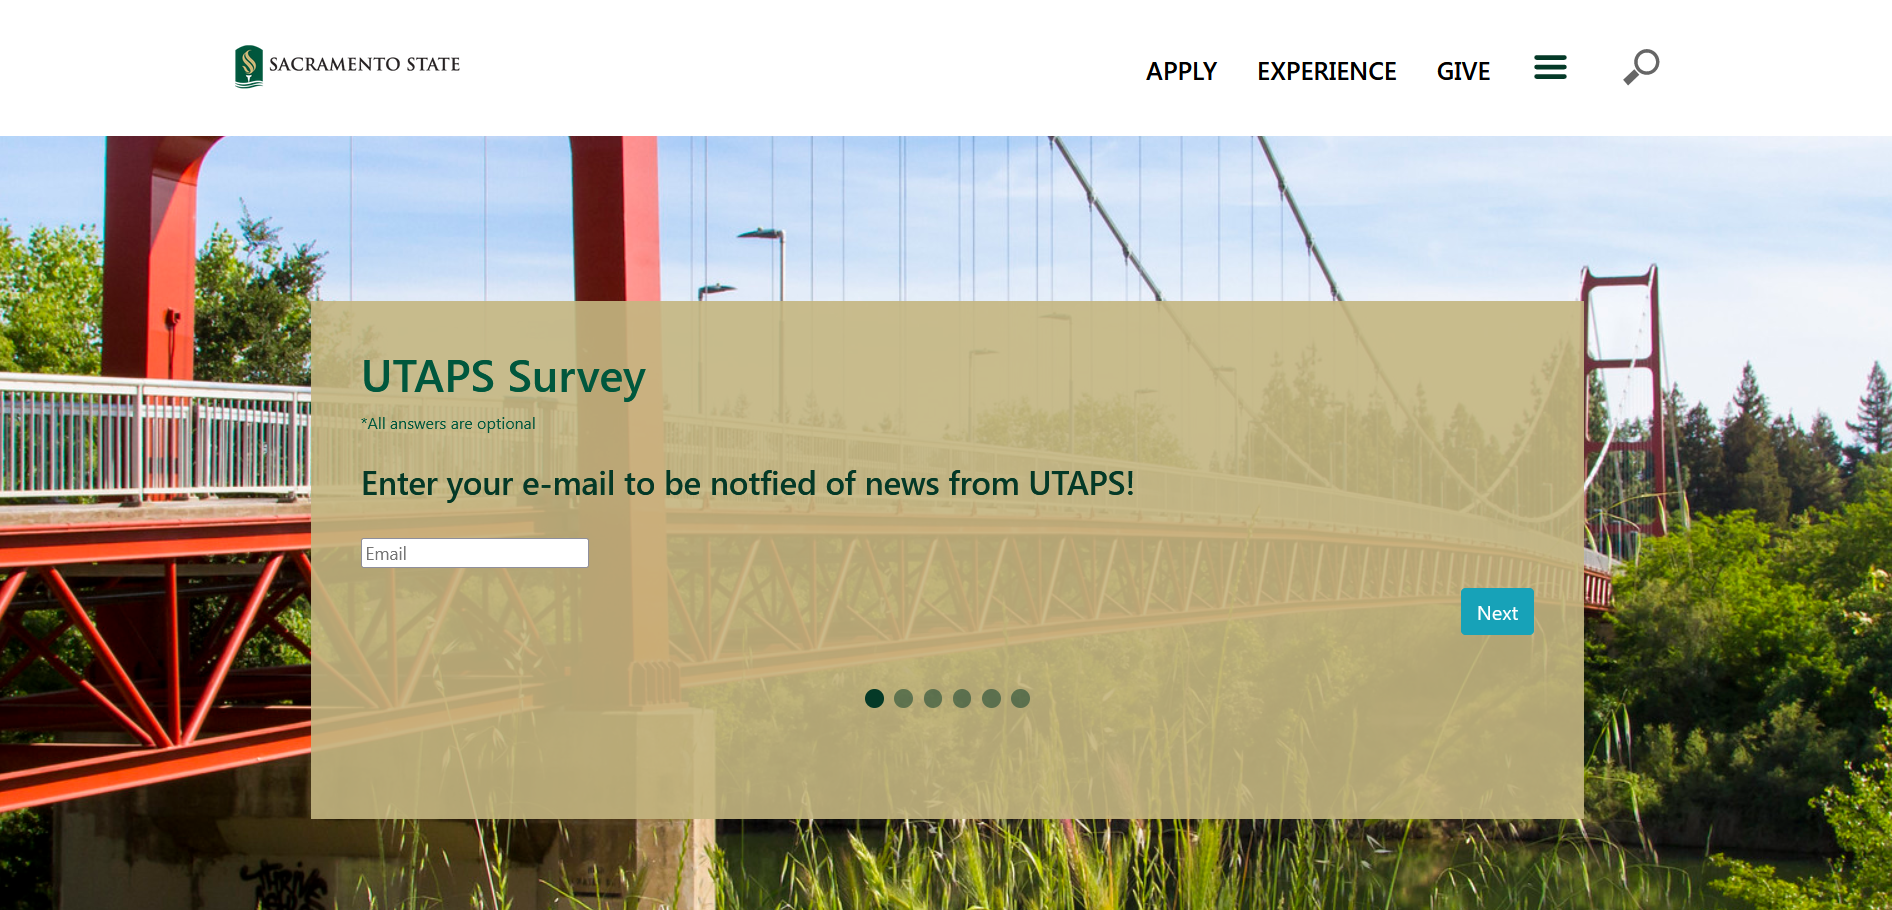 SACRAMENTO STATE
APPLY EXPERIENCE GIVE
UTAPS Survey
*All answers are optional
Enter your e-mail to be notfied of news from UTAPS!
Email
Next